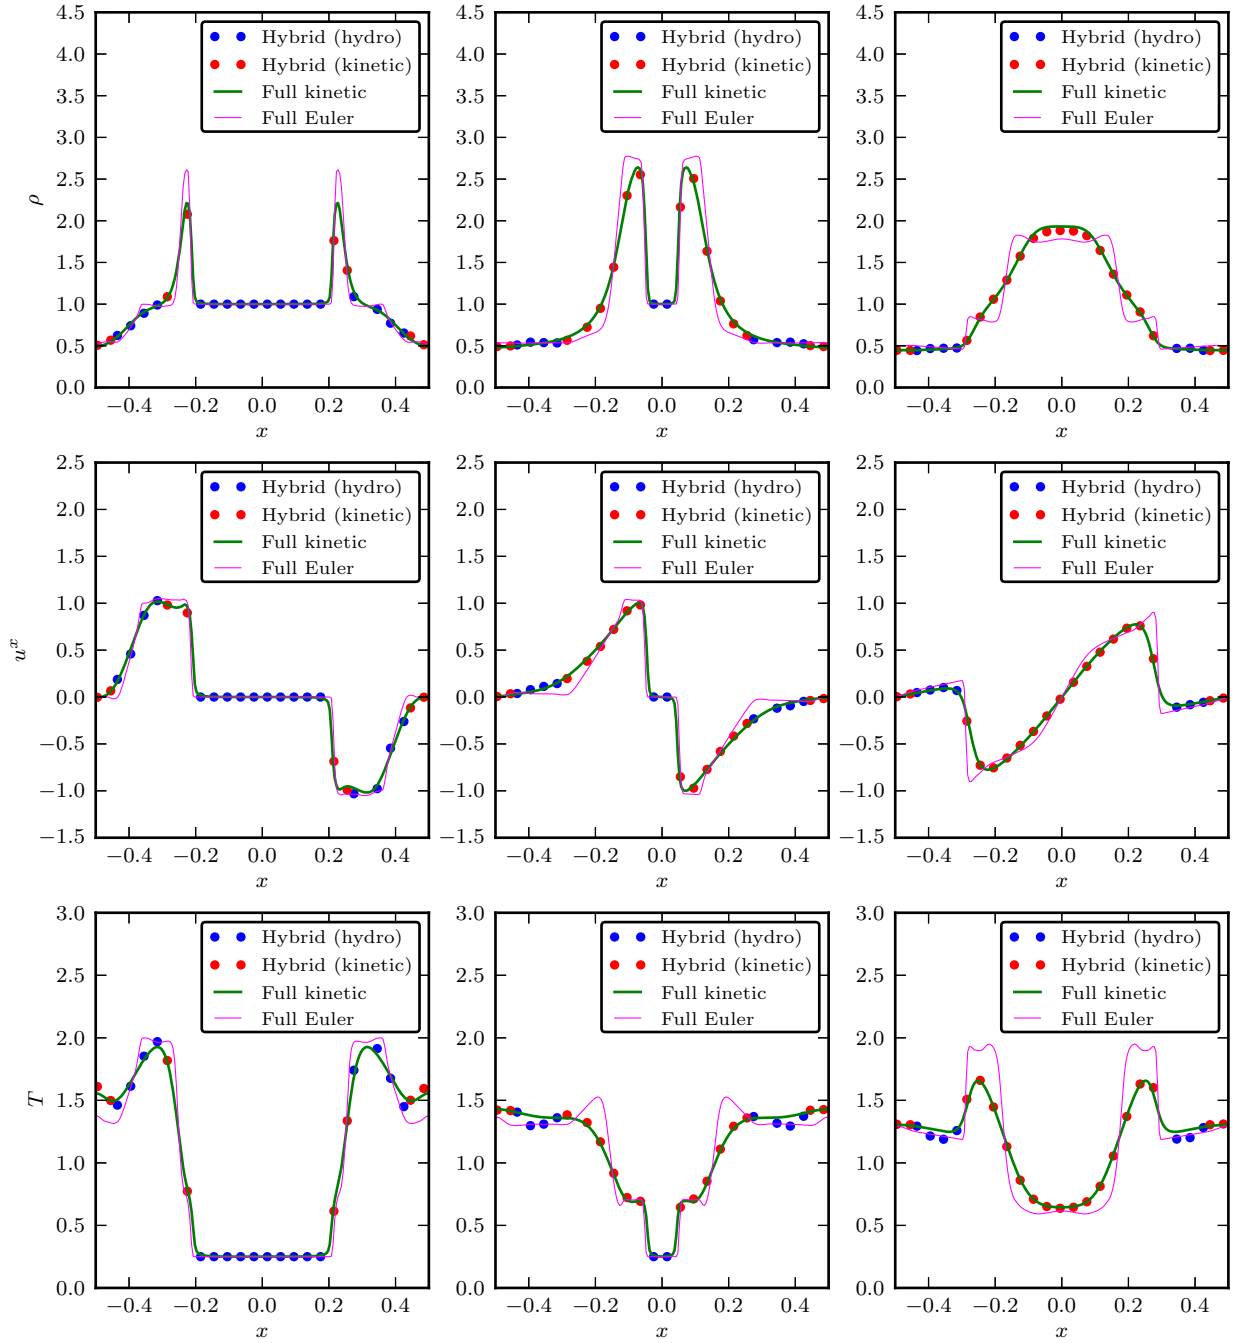 4.5
4.0
3.5
3.0
2.5
2.0
1.5
1.0
0.5
0.0
ρ
−0.4 −0.2 0.0 0.2 0.4
x
Hybrid (hydro)
Hybrid (kinetic)
Full kinetic
Full Euler
4.5
4.0
3.5
3.0
2.5
2.0
1.5
1.0
0.5
0.0
−0.4 −0.2 0.0 0.2 0.4
x
Hybrid (hydro)
Hybrid (kinetic)
Full kinetic
Full Euler
4.5
4.0
3.5
3.0
2.5
2.0
1.5
1.0
0.5
0.0
−0.4 −0.2 0.0 0.2 0.4
x
Hybrid (hydro)
Hybrid (kinetic)
Full kinetic
Full Euler
2.5
2.0
1.5
1.0
0.5
0.0
−0.5
−1.0
−1.5
u^x
−0.4 −0.2 0.0 0.2 0.4
x
Hybrid (hydro)
Hybrid (kinetic)
Full kinetic
Full Euler
2.5
2.0
1.5
1.0
0.5
0.0
−0.5
−1.0
−1.5
−0.4 −0.2 0.0 0.2 0.4
x
Hybrid (hydro)
Hybrid (kinetic)
Full kinetic
Full Euler
2.5
2.0
1.5
1.0
0.5
0.0
−0.5
−1.0
−1.5
−0.4 −0.2 0.0 0.2 0.4
x
Hybrid (hydro)
Hybrid (kinetic)
Full kinetic
Full Euler
3.0
2.5
2.0
1.5
1.0
0.5
0.0
T
−0.4 −0.2 0.0 0.2 0.4
x
Hybrid (hydro)
Hybrid (kinetic)
Full kinetic
Full Euler
3.0
2.5
2.0
1.5
1.0
0.5
0.0
−0.4 −0.2 0.0 0.2 0.4
x
Hybrid (hydro)
Hybrid (kinetic)
Full kinetic
Full Euler
3.0
2.5
2.0
1.5
1.0
0.5
0.0
−0.4 −0.2 0.0 0.2 0.4
x
Hybrid (hydro)
Hybrid (kinetic)
Full kinetic
Full Euler